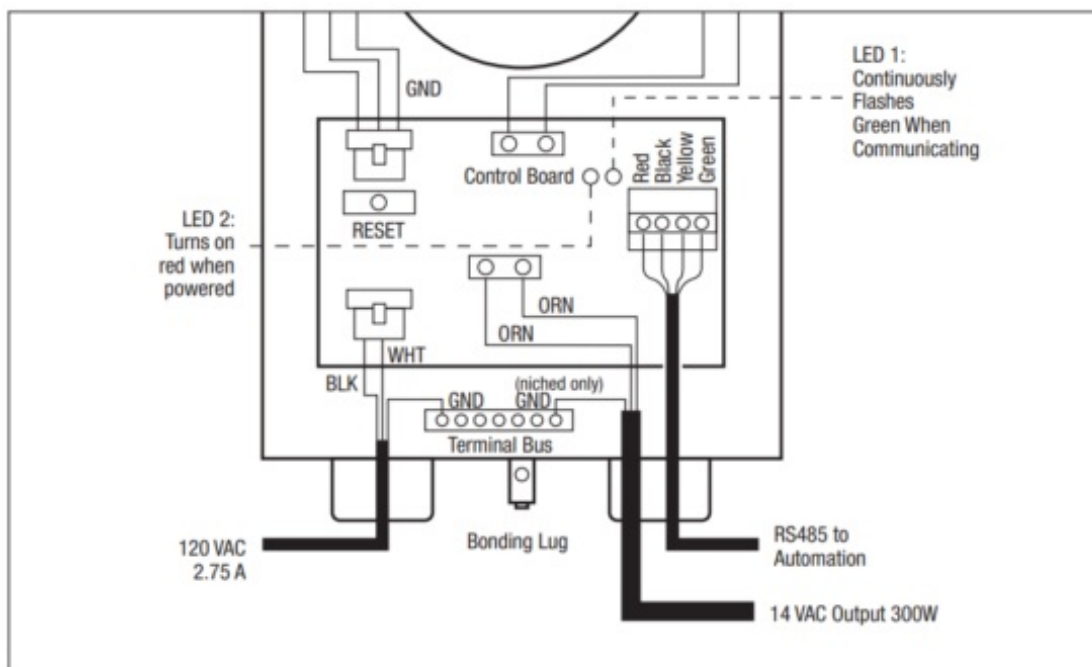 GND
LED 1:
Continuously
Flashes
Green When
Communicating
Red
Black
Yellow
Green
Control Board
RESET
LED 2:
Turns on
red when
powered
ORN
ORN
WHT
BLK
(niched only)
GND
GND
Terminal Bus
Bonding Lug
120 VAC
2.75 A
RS485 to
Automation
14 VAC Output 300W